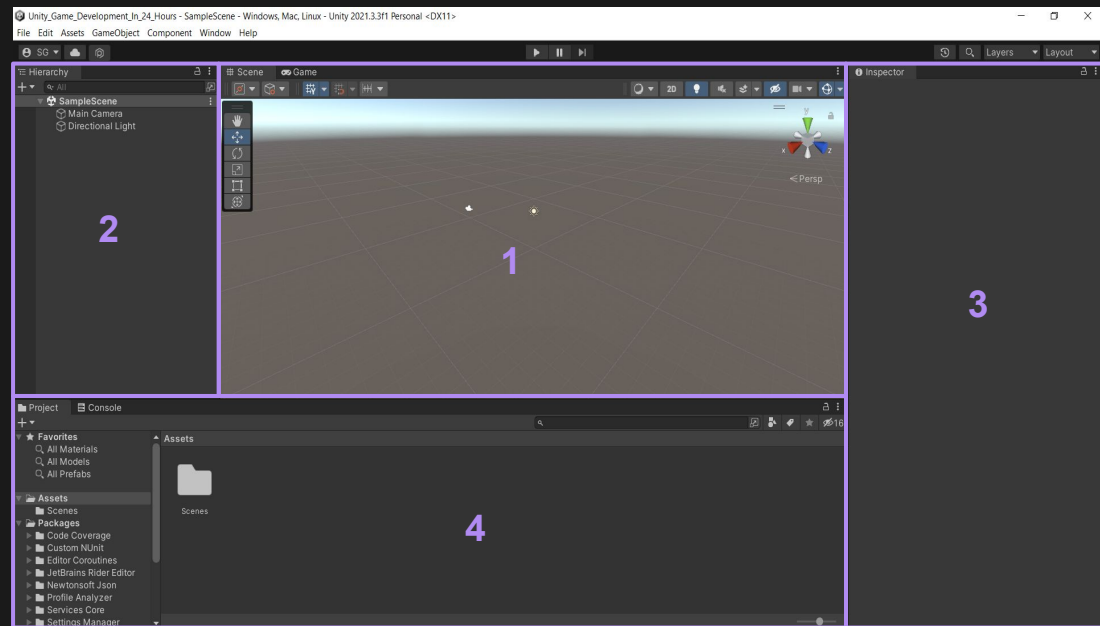 Unity_Game_Development_In_24_Hours - SampleScene - Windows, Mac, Linux - Unity 2021.3.3f1 Personal <DX11>
File Edit Assets GameObject Component Window Help
SG Layers Layout
Hierarchy
All
SampleScene
Main Camera
Directional Light
2
Scene Game
2D
y
x z
Persp
1
Inspector
3
Project Console
16
Favorites
All Materials
All Models
All Prefabs
Assets
Scenes
Packages
Code Coverage
Custom NUnit
Editor Coroutines
JetBrains Rider Editor
Newtonsoft Json
Profile Analyzer
Services Core
Settings Manager
Assets
Scenes
4